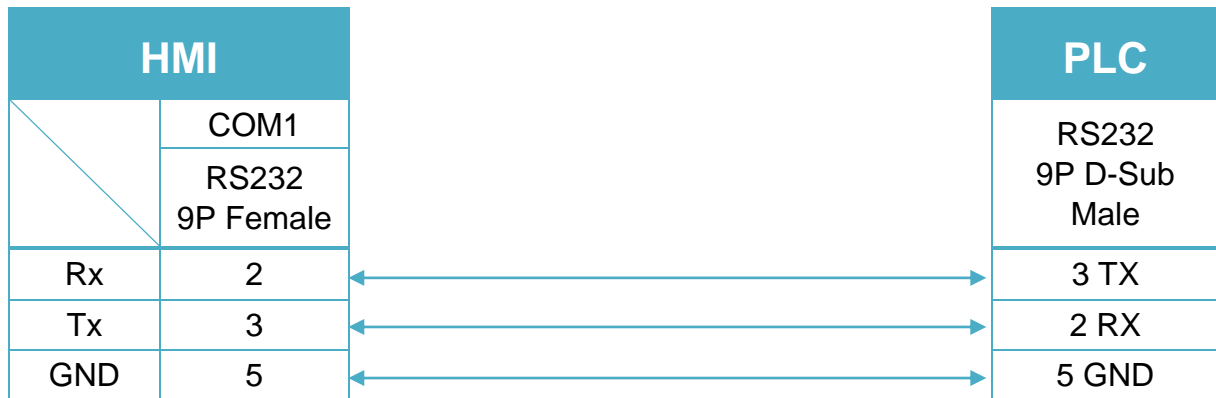 HMI
PLC
COM1
RS232
9P Female
RS232
9P D-Sub
Male
Rx 2 3 TX
Tx 3 2 RX
GND 5 5 GND